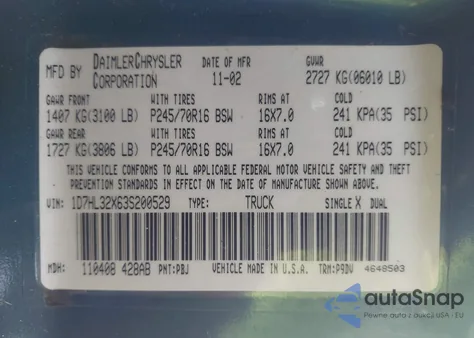 MFD BY DAIMLERCHRYSLER CORPORATION DATE OF MFR 11-02 GVWR 2727 KG(06010 LB)
GAWR FRONT WITH TIRES RIMS AT COLD
1407 KG(3100 LB) P245/70R16 BSW 16X7.0 241 KPA(35 PSI)
GAWR REAR WITH TIRES RIMS AT COLD
1727 KG(3806 LB) P245/70R16 BSW 16X7.0 241 KPA(35 PSI)
THIS VEHICLE CONFORMS TO ALL APPLICABLE FEDERAL MOTOR VEHICLE SAFETY AND THEFT
PREVENTION STANDARDS IN EFFECT ON THE DATE OF MANUFACTURE SHOWN ABOVE.
VIN: 1D7HL32X63S200529 TYPE: TRUCK SINGLE X DUAL
MDH: 110408 428AB PNT: PBJ VEHICLE MADE IN U.S.A. TRM: P9DV 4648503
autoSnap
Pewne auto z aukcji USA i EU